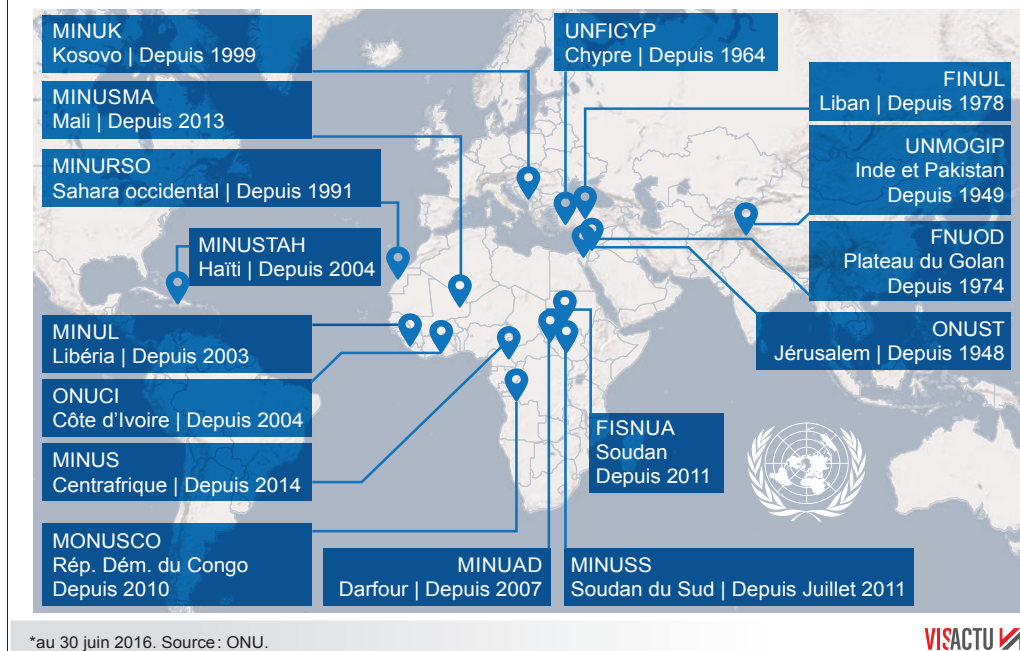 MINUK
Kosovo | Depuis 1999
MINUSMA
Mali | Depuis 2013
MINURSO
Sahara occidental | Depuis 1991
MINUSTAH
Haïti | Depuis 2004
MINUL
Libéria | Depuis 2003
ONUCI
Côte d’Ivoire | Depuis 2004
MINUS
Centrafrique | Depuis 2014
MONUSCO
Rép. Dém. du Congo
Depuis 2010
UNFICYP
Chypre | Depuis 1964
FINUL
Liban | Depuis 1978
UNMOGIP
Inde et Pakistan
Depuis 1949
FNUOD
Plateau du Golan
Depuis 1974
ONUST
Jérusalem | Depuis 1948
FISNUA
Soudan
Depuis 2011
MINUAD
Darfour | Depuis 2007
MINUSS
Soudan du Sud | Depuis Juillet 2011
*au 30 juin 2016. Source : ONU.
VISACTU